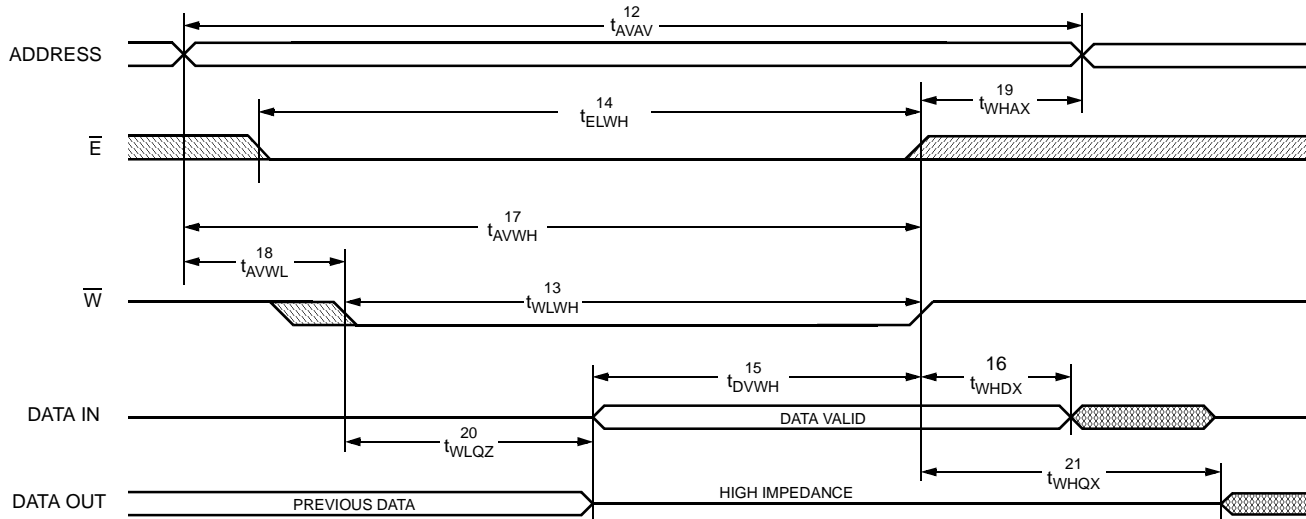 12
tAVAV
ADDRESS
19
tWHAX
14
tELWH
E
17
tAVWH
18
tAVWL
13
tWLWH
W
15
tDVWH
16
tWHDX
DATA IN
DATA VALID
20
tWLQZ
21
tWHQX
DATA OUT
PREVIOUS DATA
HIGH IMPEDANCE